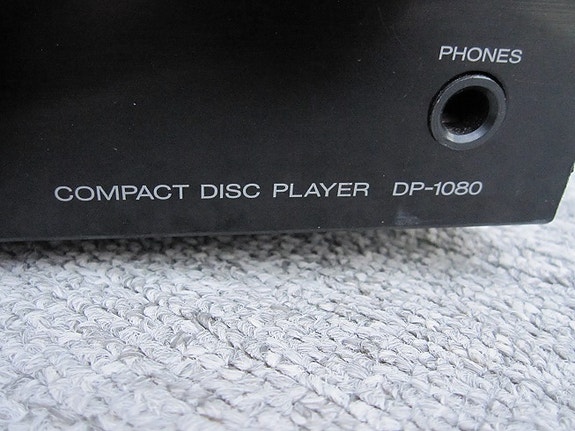 PHONES
COMPACT DISC PLAYER DP-1080